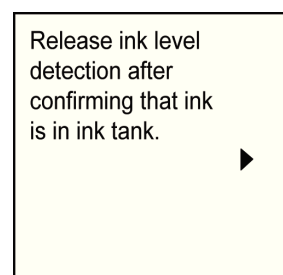 Release ink level
detection after
confirming that ink
is in ink tank.